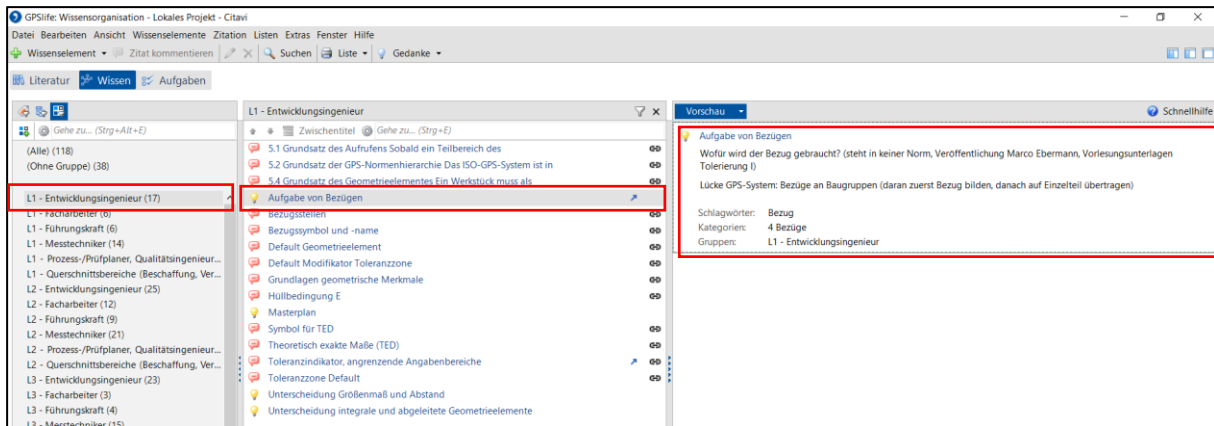 GPSlife: Wissensorganisation - Lokales Projekt - Citavi
Datei Bearbeiten Ansicht Wissenselemente Zitation Listen Extras Fenster Hilfe
Wissenselement Zitat kommentieren Suchen Liste Gedanke
Literatur Wissen Aufgaben
Gehe zu... (Strg+Alt+E)
(Alle) (118)
(Ohne Gruppe) (38)
L1 - Entwicklungsingenieur (17)
L1 - Facharbeiter (6)
L1 - Führungskraft (6)
L1 - Messtechniker (14)
L1 - Prozess-/Prüfplaner, Qualitätsingenieur...
L1 - Querschnittsbereiche (Beschaffung, Ver...
L2 - Entwicklungsingenieur (25)
L2 - Facharbeiter (12)
L2 - Führungskraft (9)
L2 - Messtechniker (21)
L2 - Prozess-/Prüfplaner, Qualitätsingenieur...
L2 - Querschnittsbereiche (Beschaffung, Ver...
L3 - Entwicklungsingenieur (23)
L3 - Facharbeiter (3)
L3 - Führungskraft (4)
L3 - Messtechniker (15)
L1 - Entwicklungsingenieur
Zwischentitel Gehe zu... (Strg+E)
5.1 Grundsatz des Aufrufens Sobald ein Teilbereich des
5.2 Grundsatz der GPS-Normenhierarchie Das ISO-GPS-System ist in
5.4 Grundsatz des Geometrieelementes Ein Werkstück muss als
Aufgabe von Bezügen
Bezugsstellen
Bezugssymbol und -name
Default Geometrieelement
Default Modifikator Toleranzzone
Grundlagen geometrische Merkmale
Hüllbedingung E
Masterplan
Symbol für TED
Theoretisch exakte Maße (TED)
Toleranzindikator, angrenzende Angabenbereiche
Toleranzzone Default
Unterscheidung Größenmaß und Abstand
Unterscheidung integrale und abgeleitete Geometrieelemente
Vorschau
Schnellhilfe
Aufgabe von Bezügen
Wofür wird der Bezug gebraucht? (steht in keiner Norm, Veröffentlichung Marco Ebermann, Vorlesungsunterlagen
Tolerierung I)
Lücke GPS-System: Bezüge an Baugruppen (daran zuerst Bezug bilden, danach auf Einzelteil übertragen)
Schlagwörter: Bezug
Kategorien: 4 Bezüge
Gruppen: L1 - Entwicklungsingenieur